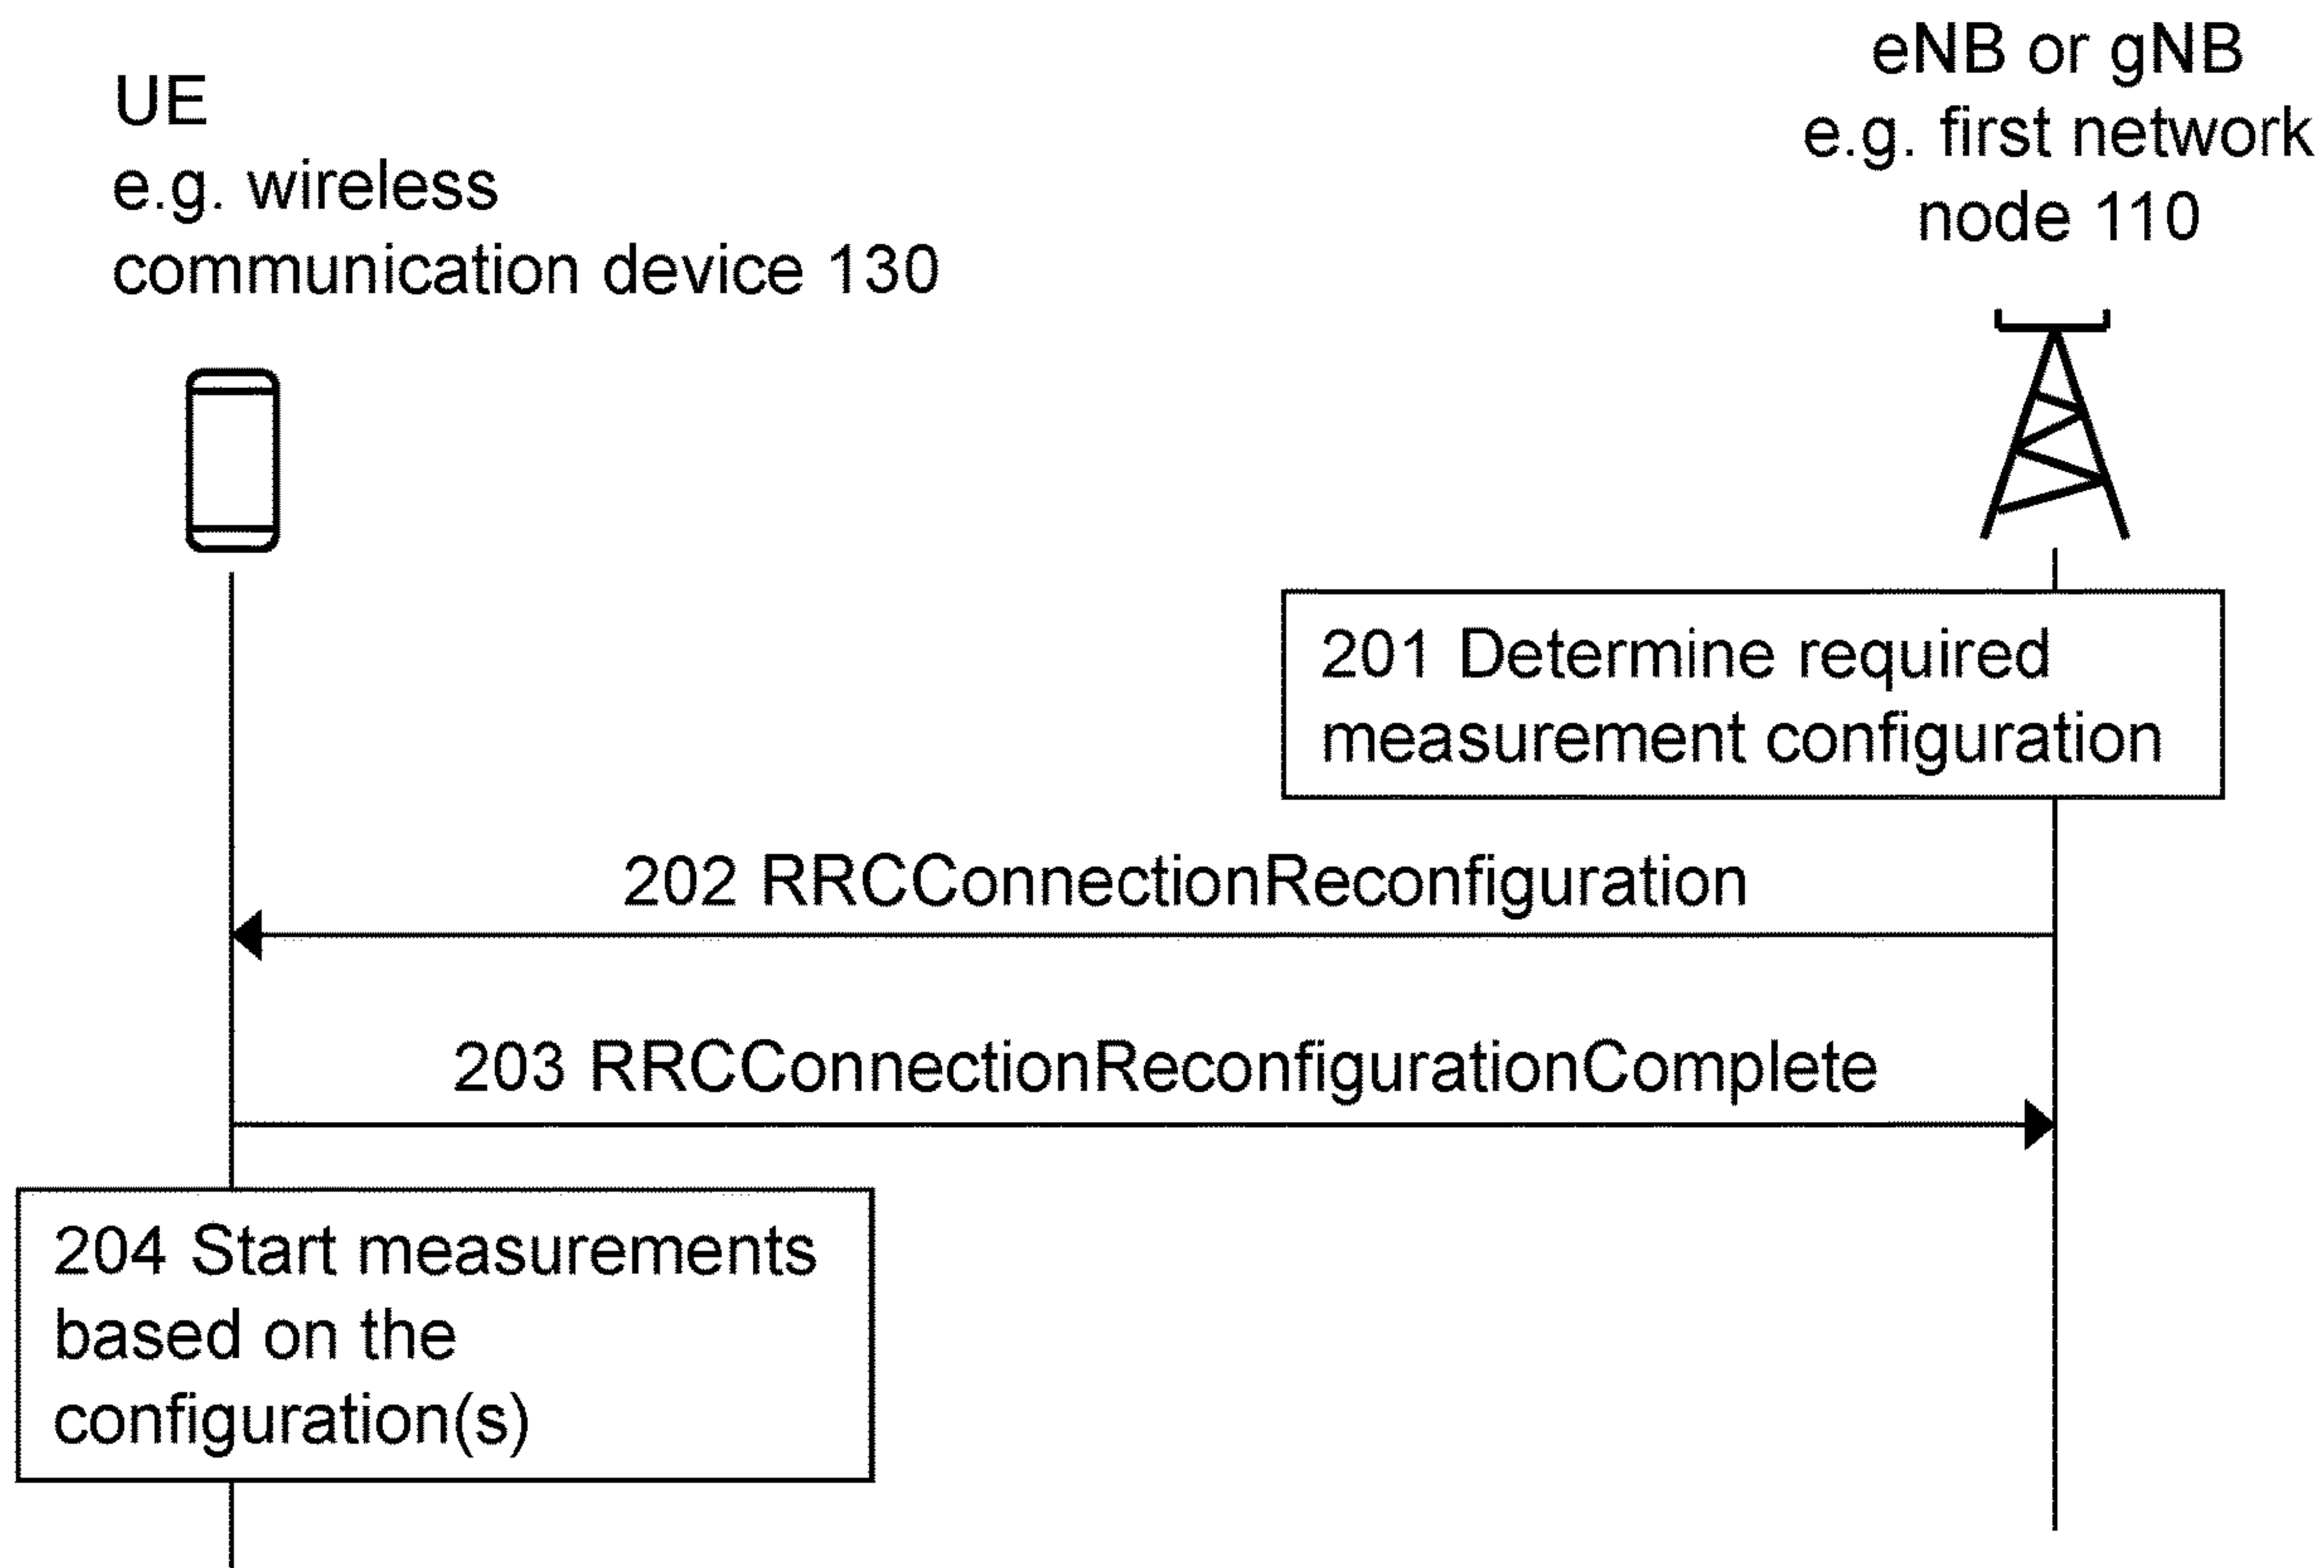 UE
e.g. wireless
communication device 130
eNB or gNB
e.g. first network
node 110
201 Determine required
measurement configuration
202 RRCConnectionReconfiguration
203 RRCConnectionReconfigurationComplete
204 Start measurements
based on the
configuration(s)